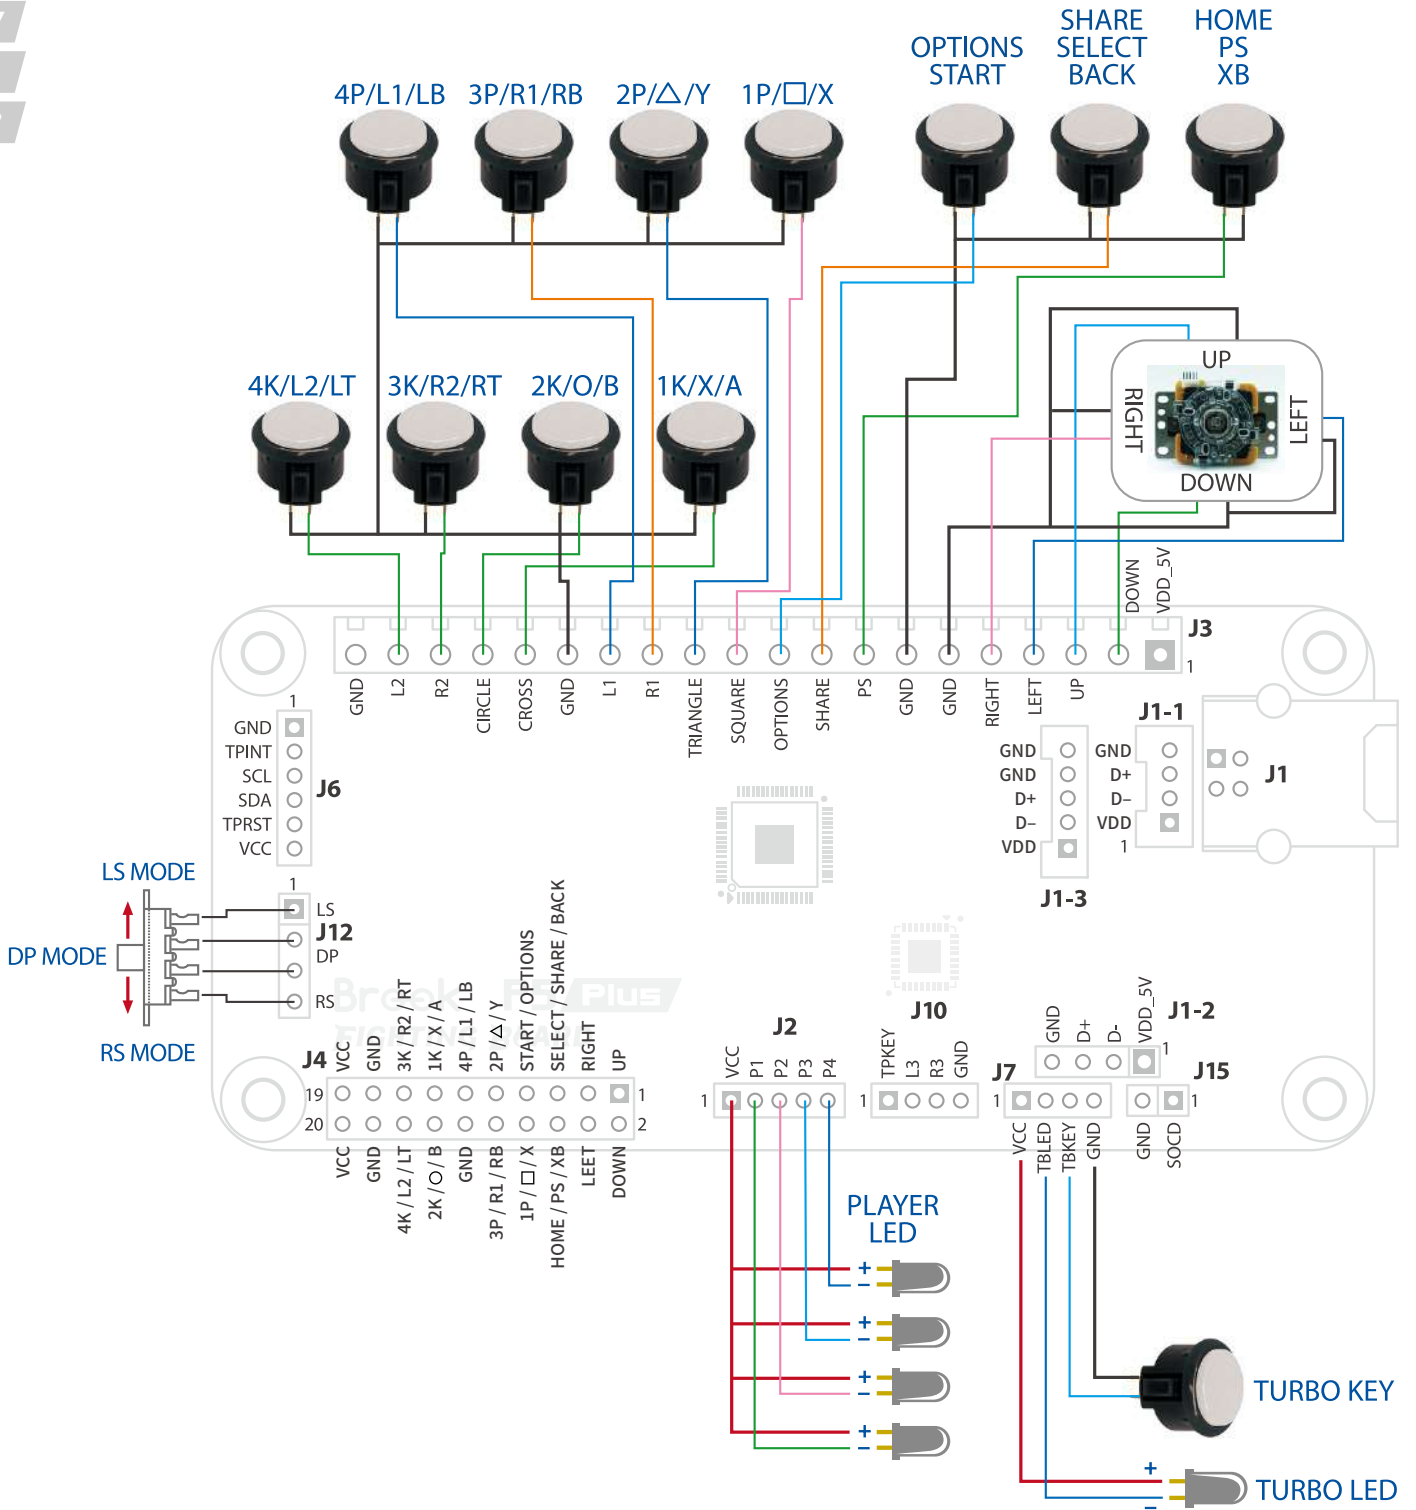 OPTIONS
START
SHARE
SELECT
BACK
HOME
PS
XB
4P/L1/LB
3P/R1/RB
2P/△/Y
1P/□/X
4K/L2/LT
3K/R2/RT
2K/O/B
1K/X/A
UP
RIGHT
LEFT
DOWN
DOWN
VDD_5V
J3
1
GND
L2
R2
CIRCLE
CROSS
GND
L1
R1
TRIANGLE
SQUARE
OPTIONS
SHARE
PS
GND
GND
RIGHT
LEFT
UP
1
GND
TPINT
SCL
SDA
TPRST
VCC
J6
J1-1
GND
D+
D–
VDD
1
GND
GND
D+
D–
VDD
J1-3
J1
LS MODE
DP MODE
RS MODE
1
LS
J12
DP
RS
Brook Plus
FIGHTING BOARD
J4
VCC
GND
3K / R2 / RT
1K / X / A
4P / L1 / LB
2P / △ / Y
START / OPTIONS
SELECT / SHARE / BACK
RIGHT
UP
19
1
20
2
VCC
GND
4K / L2 / LT
2K / O / B
GND
3P / R1 / RB
1P / □ / X
HOME / PS / XB
LEET
DOWN
J2
VCC
P1
P2
P3
P4
1
J10
TPKEY
L3
R3
GND
1
J1-2
GND
D+
D-
VDD_5V
1
J7
1
VCC
TBLED
TBKEY
GND
J15
1
GND
SOCD
PLAYER
LED
+
–
+
–
+
–
+
–
TURBO KEY
+
–
TURBO LED